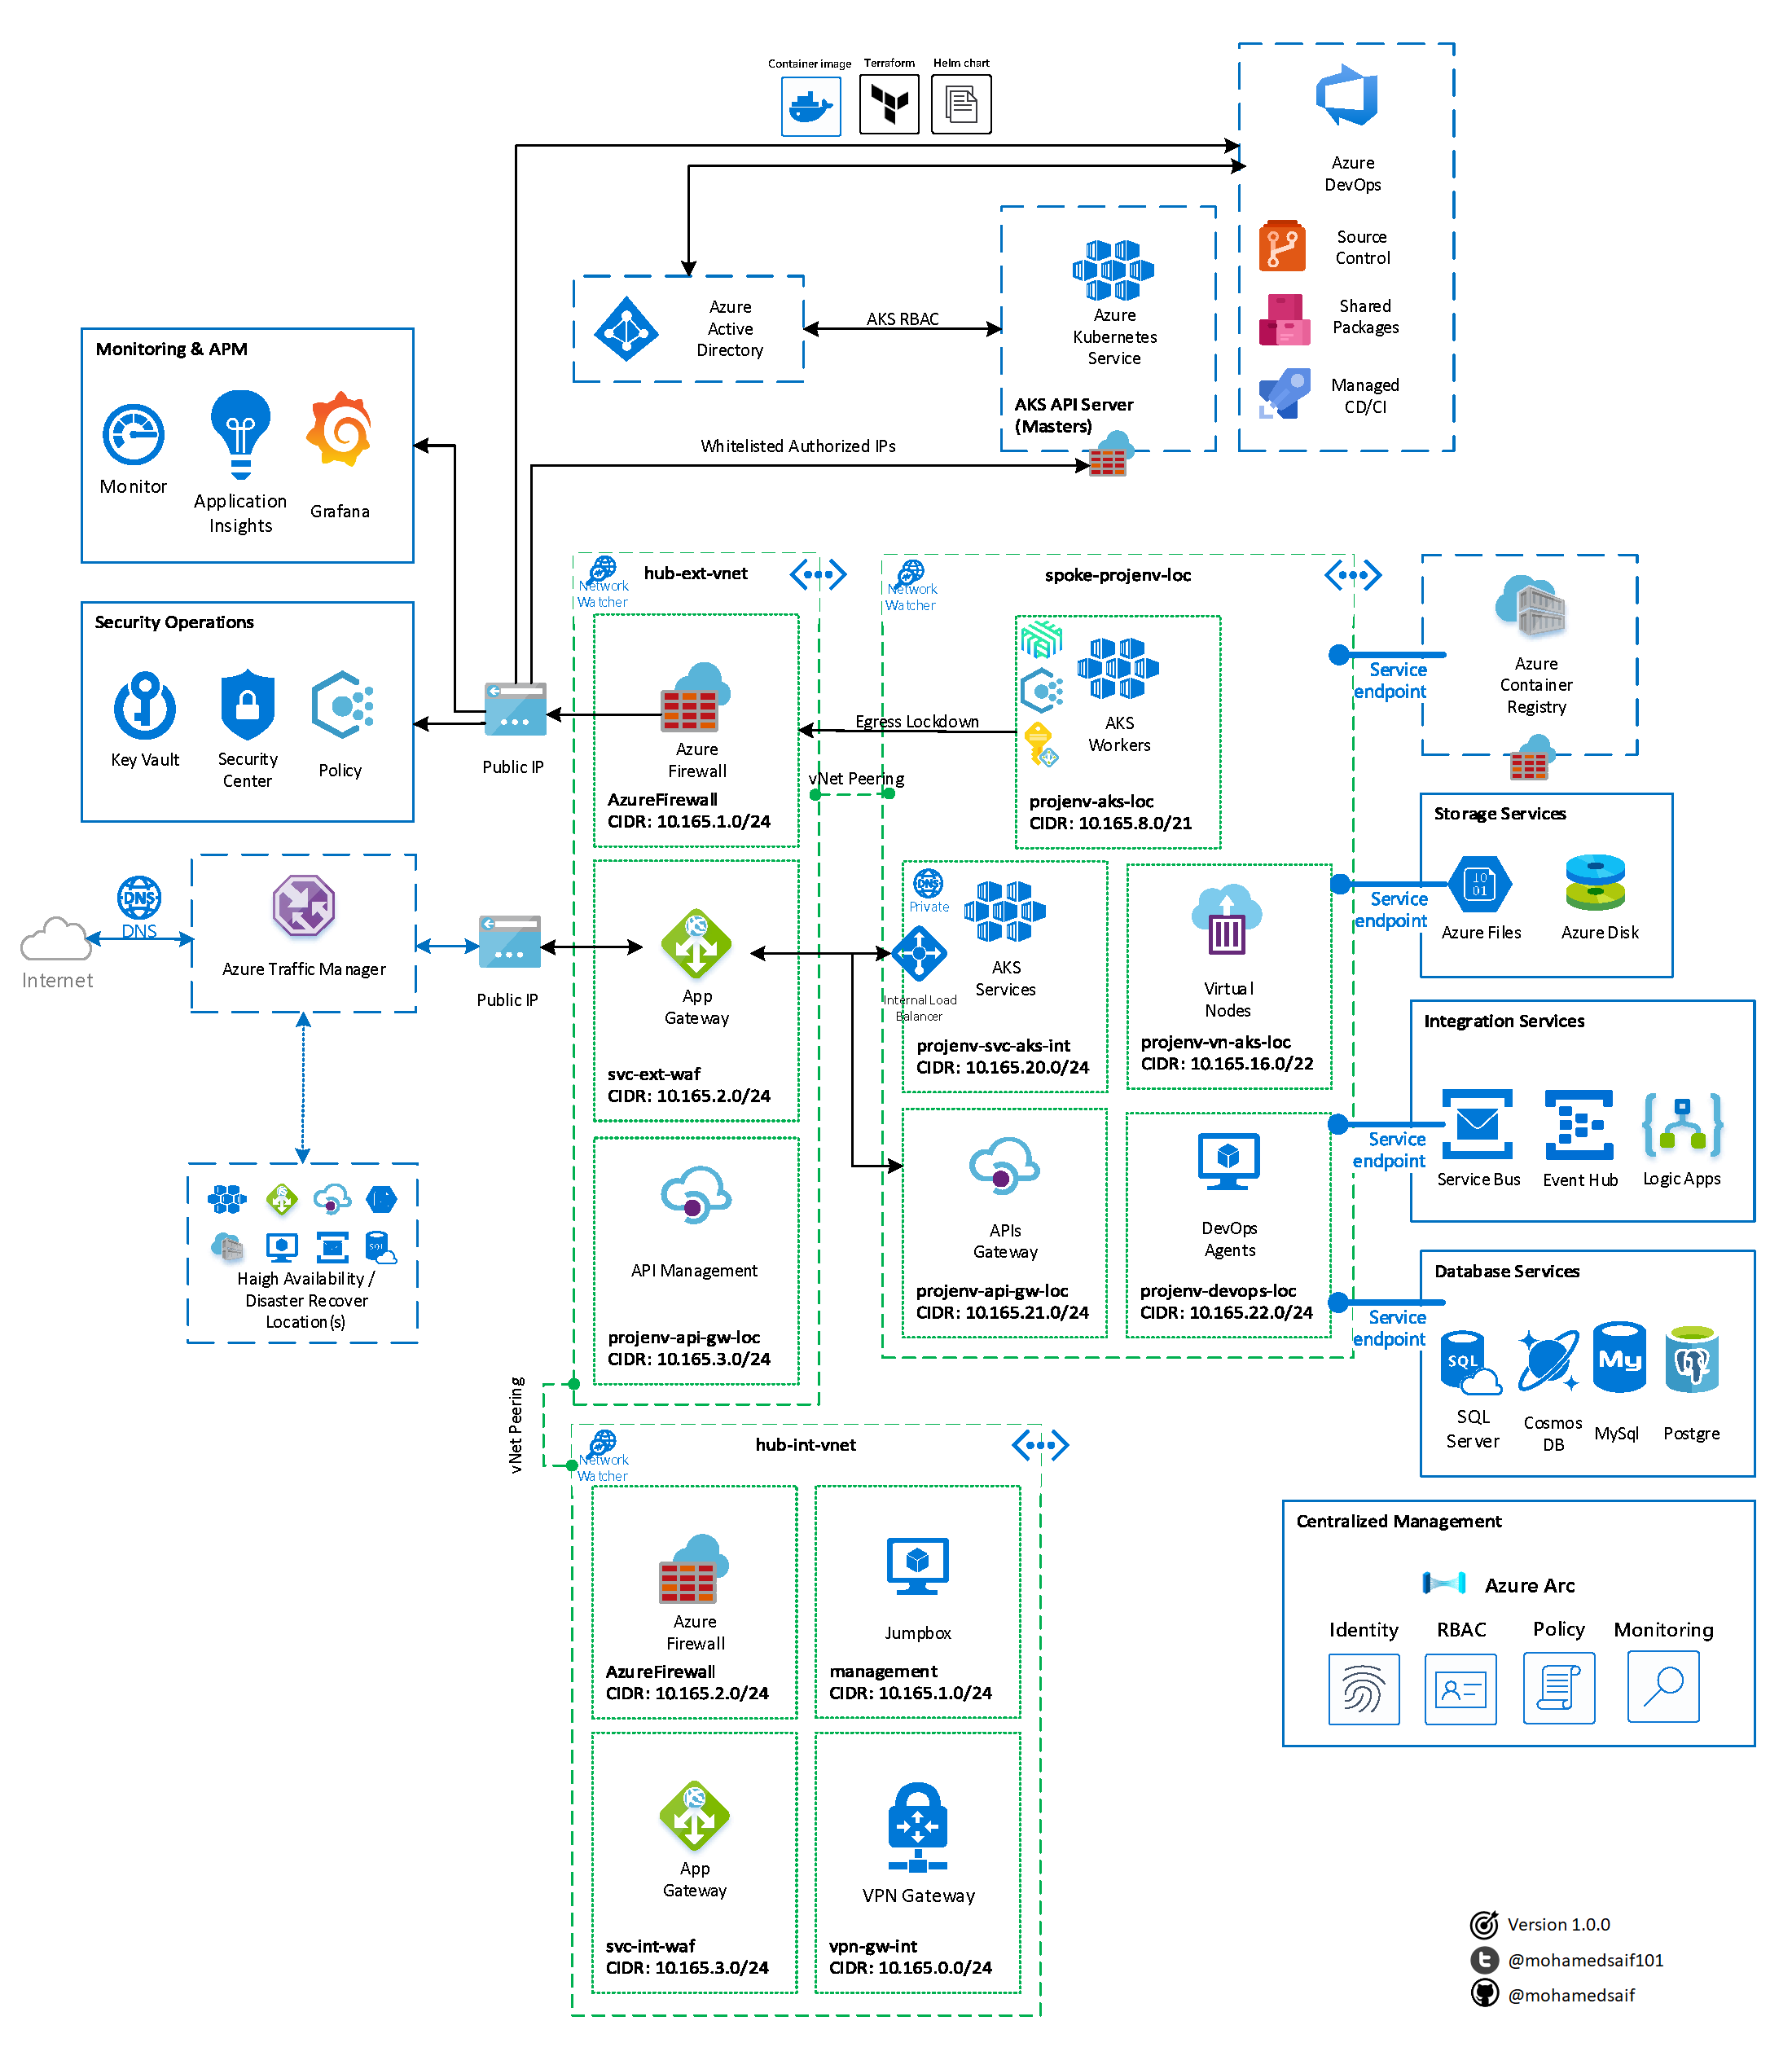 Container image
Terraform
Helm chart
Azure
DevOps
Source
Control
Shared
Packages
Managed
CD/CI
Azure
Active
Directory
AKS RBAC
Azure
Kubernetes
Service
AKS API Server
(Masters)
Whitelisted Authorized IPs
Monitoring & APM
Monitor
Application
Insights
Grafana
Security Operations
Key Vault
Security
Center
Policy
Public IP
hub-ext-vnet
Network
Watcher
Azure
Firewall
AzureFirewall
CIDR: 10.165.1.0/24
Egress Lockdown
vNet Peering
spoke-projenv-loc
Network
Watcher
AKS
Workers
projenv-aks-loc
CIDR: 10.165.8.0/21
Service
endpoint
Azure
Container
Registry
Internet
DNS
DNS
Azure Traffic Manager
Public IP
App
Gateway
svc-ext-waf
CIDR: 10.165.2.0/24
DNS
Private
Internal Load
Balancer
AKS
Services
projenv-svc-aks-int
CIDR: 10.165.20.0/24
Virtual
Nodes
projenv-vn-aks-loc
CIDR: 10.165.16.0/22
Service
endpoint
Storage Services
10
01
Azure Files
Azure Disk
Haigh Availability /
Disaster Recover
Location(s)
SQL
API Management
projenv-api-gw-loc
CIDR: 10.165.3.0/24
APIs
Gateway
projenv-api-gw-loc
CIDR: 10.165.21.0/24
DevOps
Agents
projenv-devops-loc
CIDR: 10.165.22.0/24
Service
endpoint
Integration Services
Service Bus
Event Hub
Logic Apps
Service
endpoint
Database Services
SQL
SQL
Server
Cosmos
DB
My
MySql
Postgre
vNet Peering
hub-int-vnet
Network
Watcher
Azure
Firewall
AzureFirewall
CIDR: 10.165.2.0/24
Jumpbox
management
CIDR: 10.165.1.0/24
App
Gateway
svc-int-waf
CIDR: 10.165.3.0/24
VPN Gateway
vpn-gw-int
CIDR: 10.165.0.0/24
Centralized Management
Azure Arc
Identity
RBAC
Policy
Monitoring
Version 1.0.0
@mohamedsaif101
@mohamedsaif